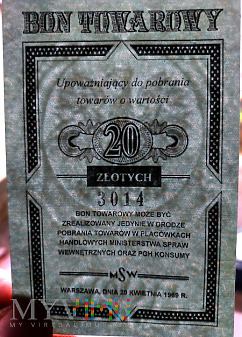 BON TOWAROWY
Upoważniający do pobrania
towarów o wartości
20
ZŁOTYCH
3014
BON TOWAROWY MOŻE BYĆ
ZREALIZOWANY JEDYNIE W DRODZE
POBRANIA TOWARÓW W PLACÓWKACH
HANDLOWYCH MINISTERSTWA SPRAW
WEWNĘTRZNYCH ORAZ PGH KONSUMY
MSW
WARSZAWA, DNIA 20 KWIETNIA 1969 R.